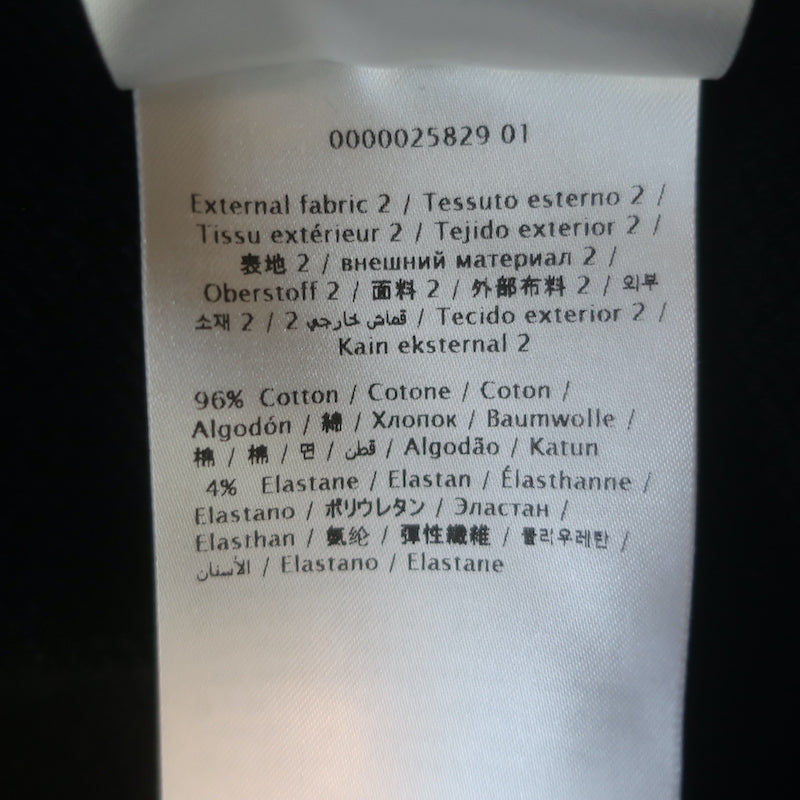 0000025829 01
External fabric 2 / Tessuto esterno 2 /
Tissu extérieur 2 / Tejido exterior 2 /
表地 2 / внешний материал 2 /
Oberstoff 2 / 面料 2 / 外部布料 2 / 외부
소재 2 / قماش خارجي 2 / Tecido exterior 2 /
Kain eksternal 2
96% Cotton / Cotone / Coton /
Algodón / 綿 / Хлопок / Baumwolle /
棉 / 棉 / 면 / قطن / Algodão / Katun
4% Elastane / Elastan / Élasthanne /
Elastano / ポリウレタン / Эластан /
Elasthan / 氨纶 / 彈性纖維 / 폴리우레탄 /
الأستان / Elastano / Elastane